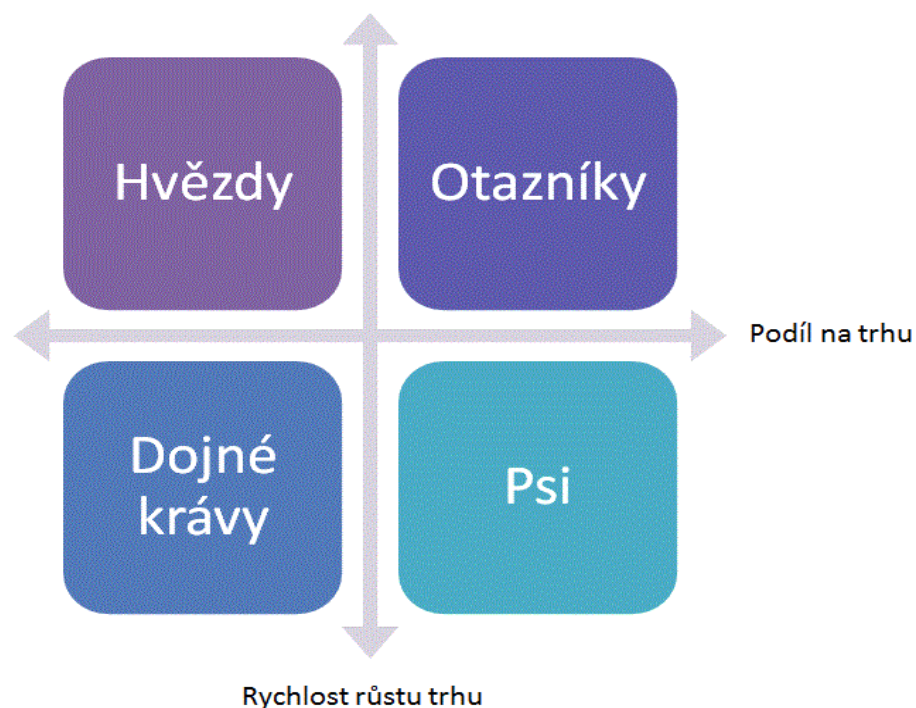 Hvězdy
Otazníky
Podíl na trhu
Dojné
krávy
Psi
Rychlost růstu trhu